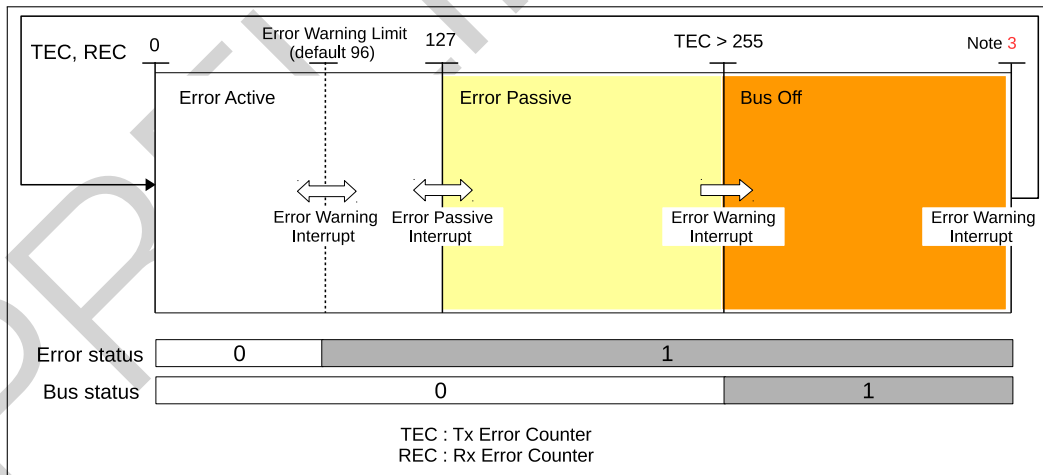 TEC, REC
0
Error Warning Limit
(default 96)
127
TEC > 255
Note 3
Error Active
Error Passive
Bus Off
Error Warning
Interrupt
Error Passive
Interrupt
Error Warning
Interrupt
Error Warning
Interrupt
Error status
0
1
Bus status
0
1
TEC : Tx Error Counter
REC : Rx Error Counter